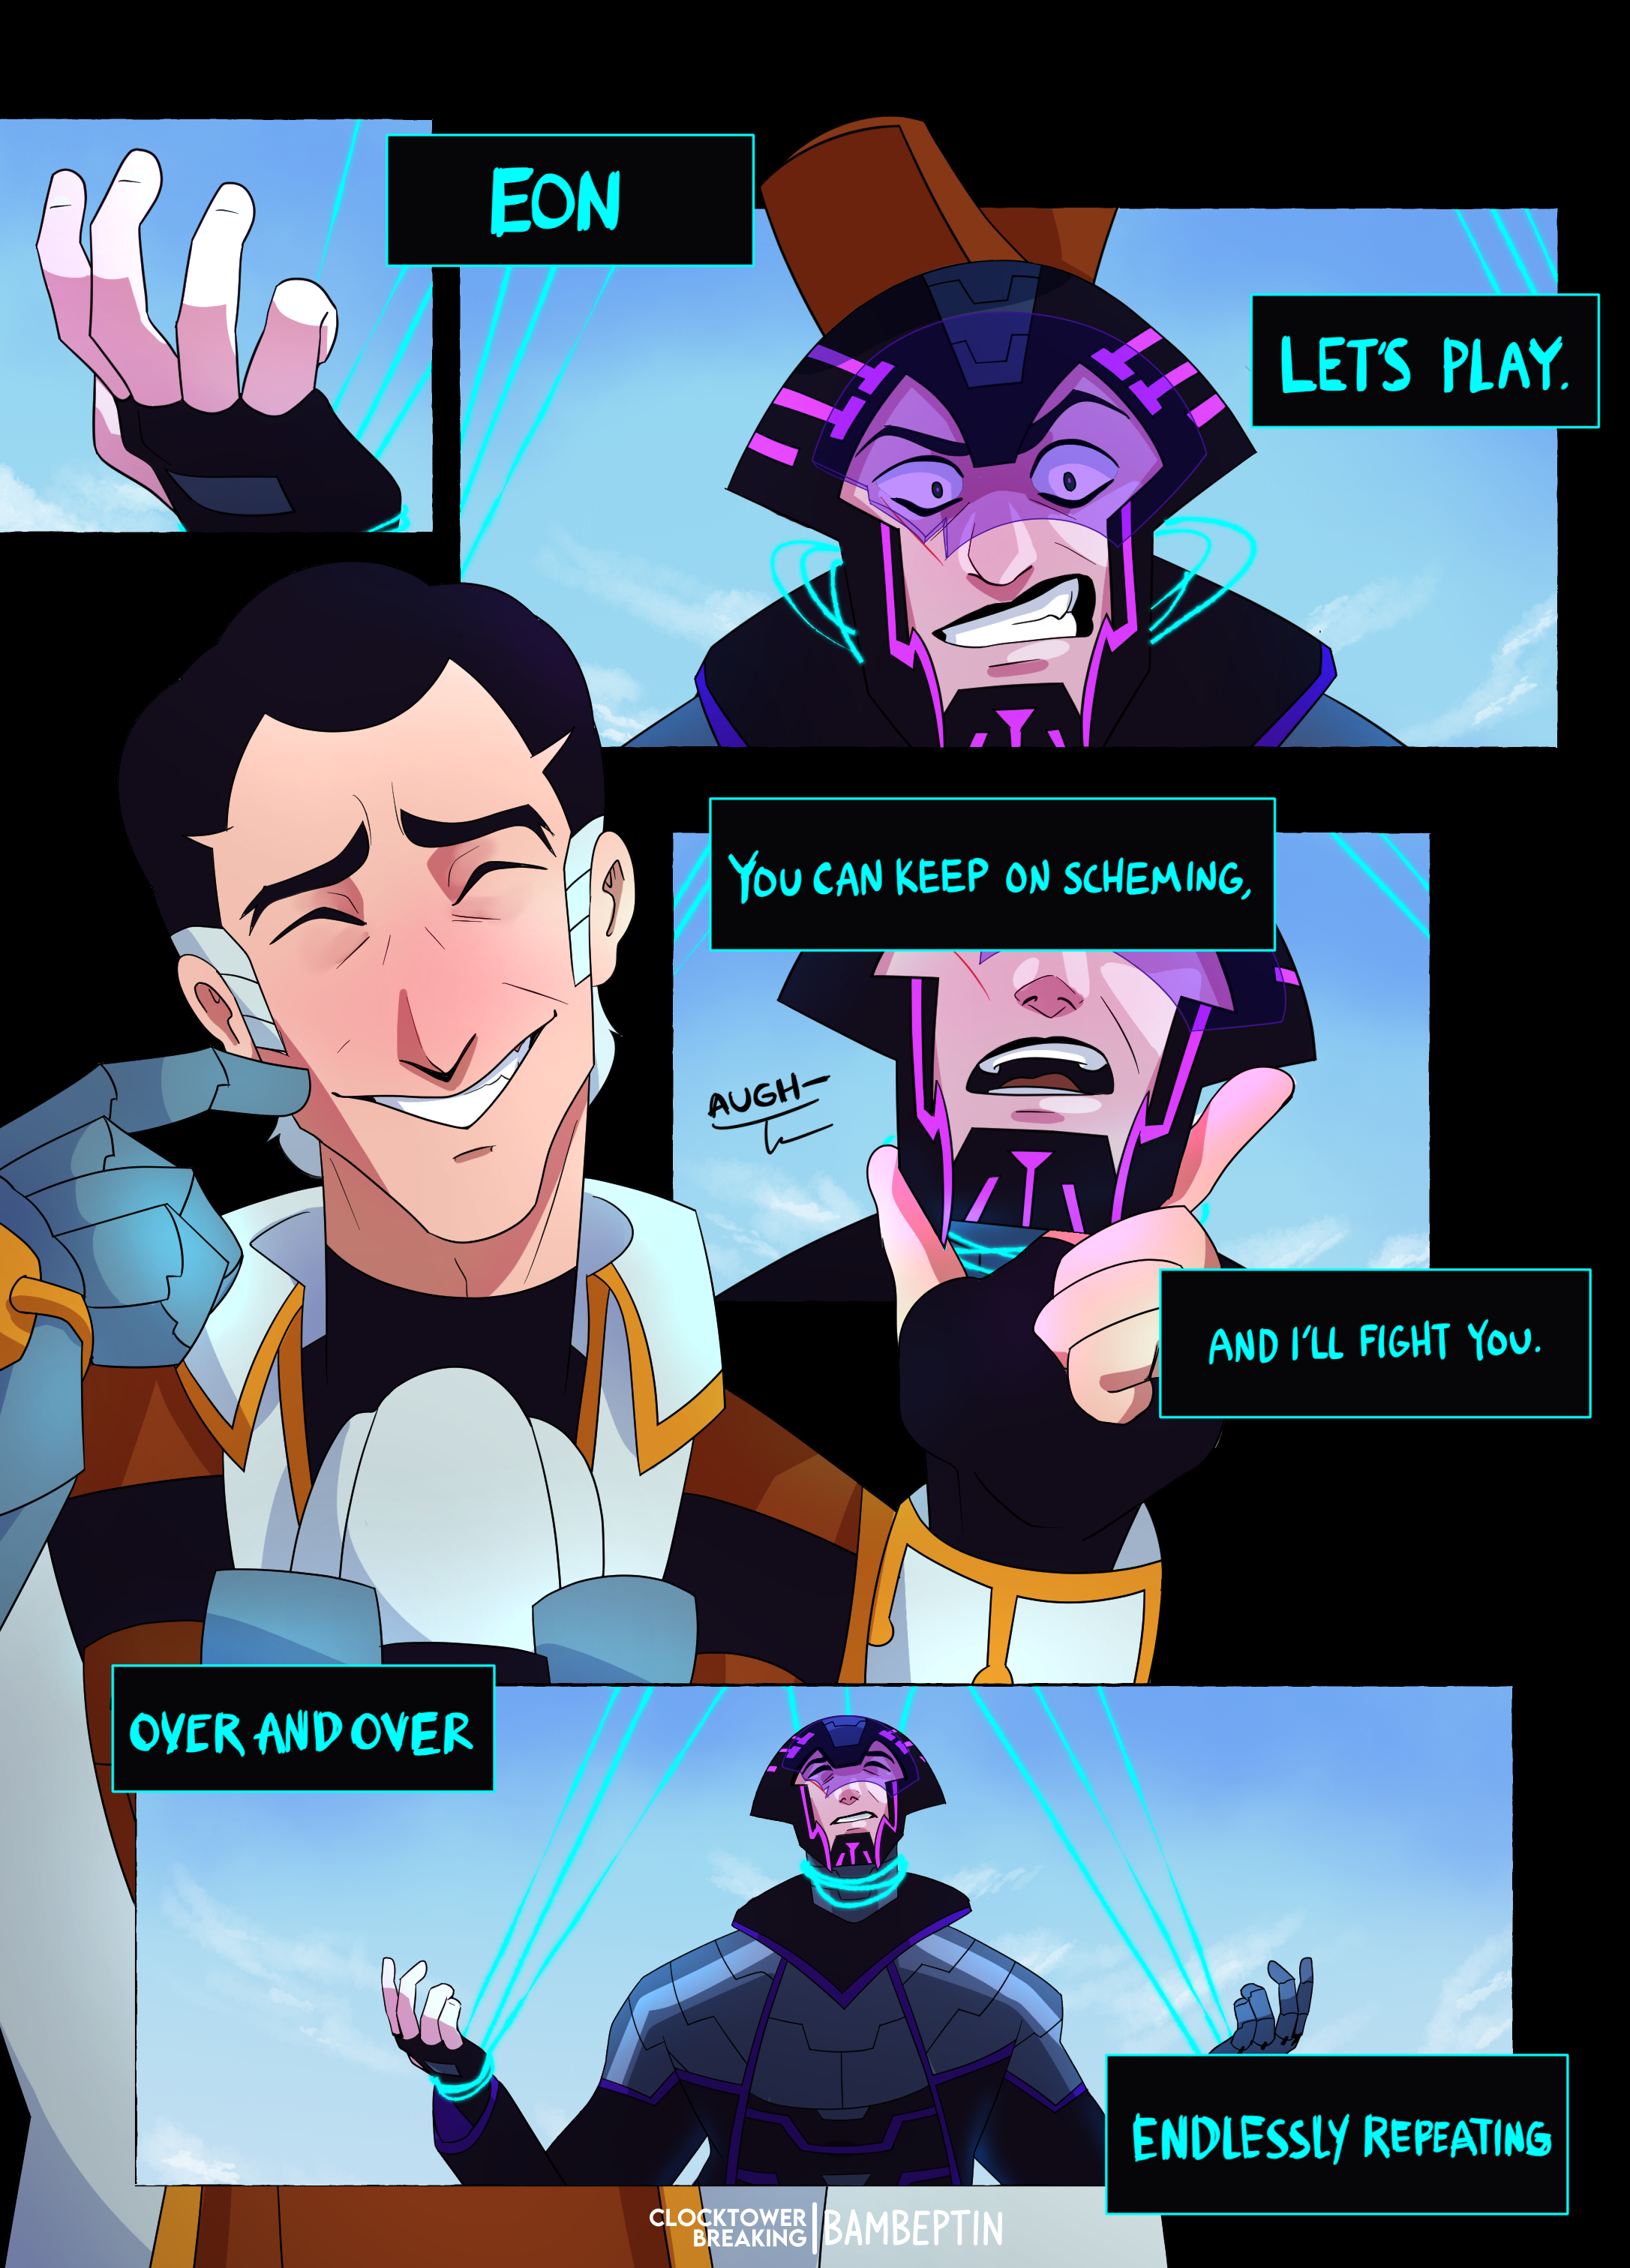 EON
LET'S PLAY.
YOU CAN KEEP ON SCHEMING,
AUGH—
AND I'LL FIGHT YOU.
OVER AND OVER
ENDLESSLY REPEATING
CLOCKTOWER
BREAKING | BAMBEPTIN